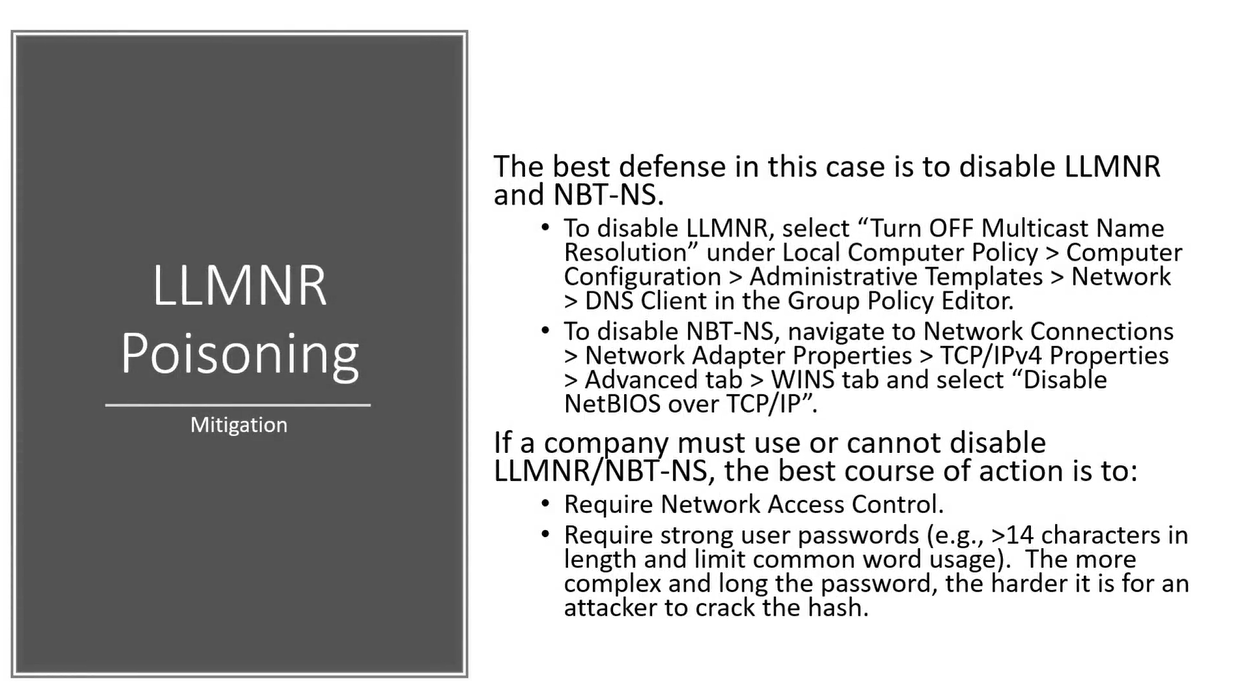 LLMNR
Poisoning
Mitigation
The best defense in this case is to disable LLMNR
and NBT-NS.
• To disable LLMNR, select “Turn OFF Multicast Name
Resolution” under Local Computer Policy > Computer
Configuration > Administrative Templates > Network
> DNS Client in the Group Policy Editor.
• To disable NBT-NS, navigate to Network Connections
> Network Adapter Properties > TCP/IPv4 Properties
> Advanced tab > WINS tab and select “Disable
NetBIOS over TCP/IP”.
If a company must use or cannot disable
LLMNR/NBT-NS, the best course of action is to:
• Require Network Access Control.
• Require strong user passwords (e.g., >14 characters in
length and limit common word usage).  The more
complex and long the password, the harder it is for an
attacker to crack the hash.